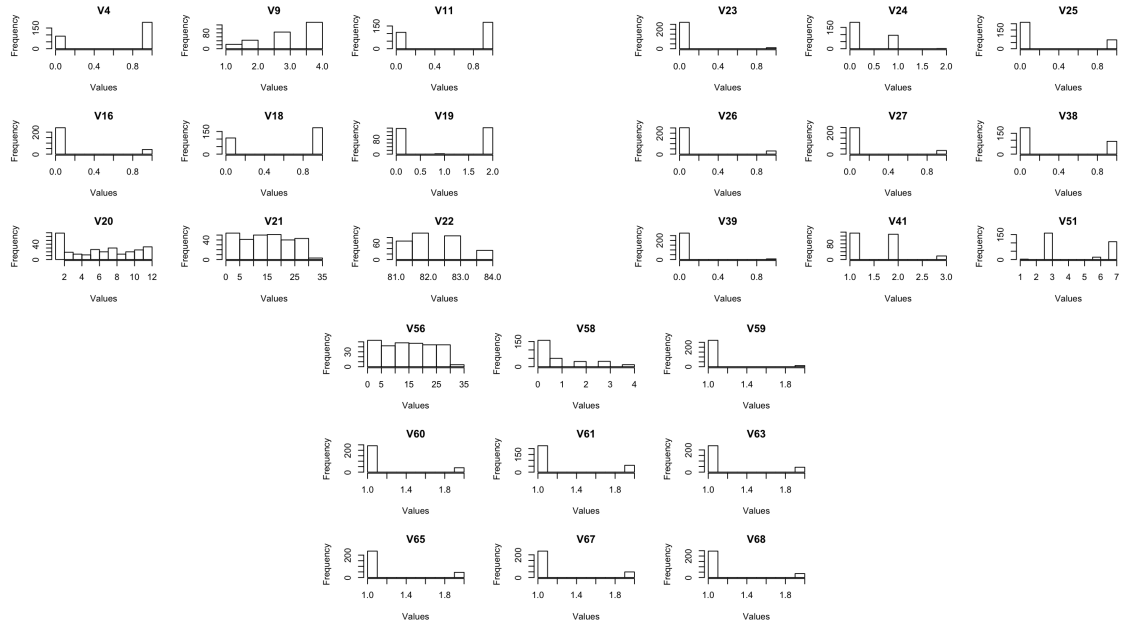 V4
Frequency
0 150
0.0 0.4 0.8
Values
V9
Frequency
0 80
1.0 2.0 3.0 4.0
Values
V11
Frequency
0 150
0.0 0.4 0.8
Values
V16
Frequency
0 200
0.0 0.4 0.8
Values
V18
Frequency
0 150
0.0 0.4 0.8
Values
V19
Frequency
0 80
0.0 0.5 1.0 1.5 2.0
Values
V20
Frequency
0 40
2 4 6 8 10 12
Values
V21
Frequency
0 40
0 5 15 25 35
Values
V22
Frequency
0 60
81.0 82.0 83.0 84.0
Values
V23
Frequency
0 200
0.0 0.4 0.8
Values
V24
Frequency
0 150
0.0 0.5 1.0 1.5 2.0
Values
V25
Frequency
0 150
0.0 0.4 0.8
Values
V26
Frequency
0 200
0.0 0.4 0.8
Values
V27
Frequency
0 200
0.0 0.4 0.8
Values
V38
Frequency
0 150
0.0 0.4 0.8
Values
V39
Frequency
0 200
0.0 0.4 0.8
Values
V41
Frequency
0 80
1.0 1.5 2.0 2.5 3.0
Values
V51
Frequency
0 150
1 2 3 4 5 6 7
Values
V56
Frequency
0 30
0 5 15 25 35
Values
V58
Frequency
0 150
0 1 2 3 4
Values
V59
Frequency
0 200
1.0 1.4 1.8
Values
V60
Frequency
0 200
1.0 1.4 1.8
Values
V61
Frequency
0 150
1.0 1.4 1.8
Values
V63
Frequency
0 200
1.0 1.4 1.8
Values
V65
Frequency
0 200
1.0 1.4 1.8
Values
V67
Frequency
0 200
1.0 1.4 1.8
Values
V68
Frequency
0 200
1.0 1.4 1.8
Values